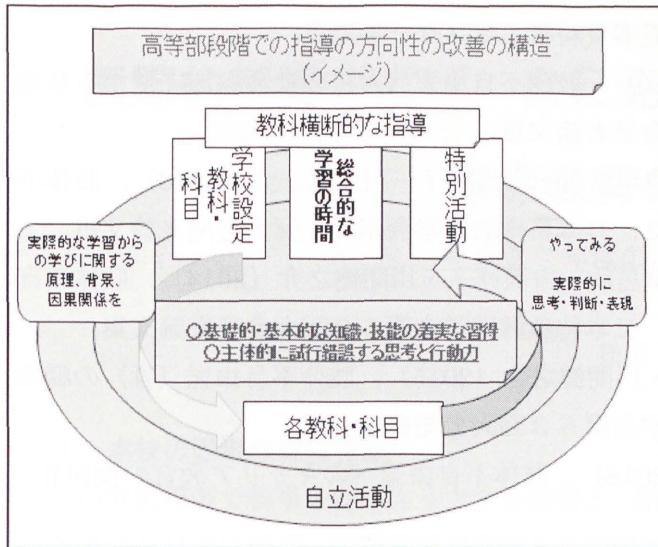 高等部段階での指導の方向性の改善の構造
(イメージ)
教科横断的な指導
学校設定
教科・
科目
総合的な
学習の時間
特別活動
実際的な学習から
の学びに関する
原理、背景、
因果関係を
やってみる
実際的に
思考・判断・表現
○基礎的・基本的な知識・技能の着実な習得
○主体的に試行錯誤する思考と行動力
各教科・科目
自立活動